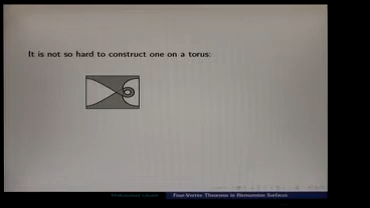 It is not so hard to construct one on a torus:
Four-Vertex Theorems in Riemannian Surfaces